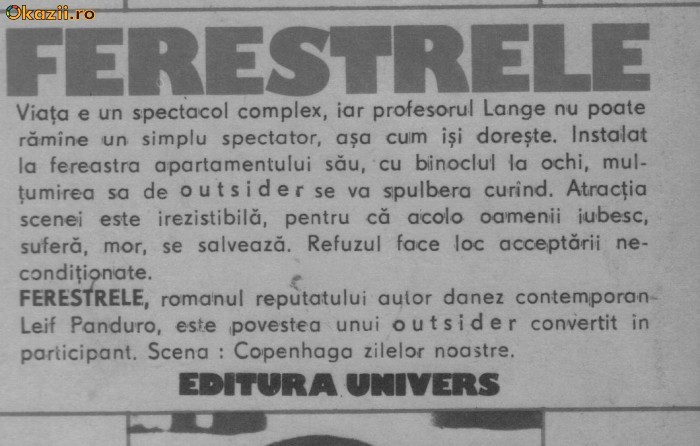 Okazii.ro
FERESTRELE
Viața e un spectacol complex, iar profesorul Lange nu poate
rămîne un simplu spectator, așa cum iși dorește. Instalat
la fereastra apartamentului său, cu binoclul la ochi, mul-
țumirea sa de outsider se va spulbera curind. Atracția
scenei este irezistibilă, pentru că acolo oamenii iubesc,
suferă, mor, se salvează. Refuzul face loc acceptării ne-
condiționate.
FERESTRELE, romanul reputatului autor danez contemporan
Leif Panduro, este povestea unui outsider convertit in
participant. Scena : Copenhaga zilelor noastre.
EDITURA UNIVERS